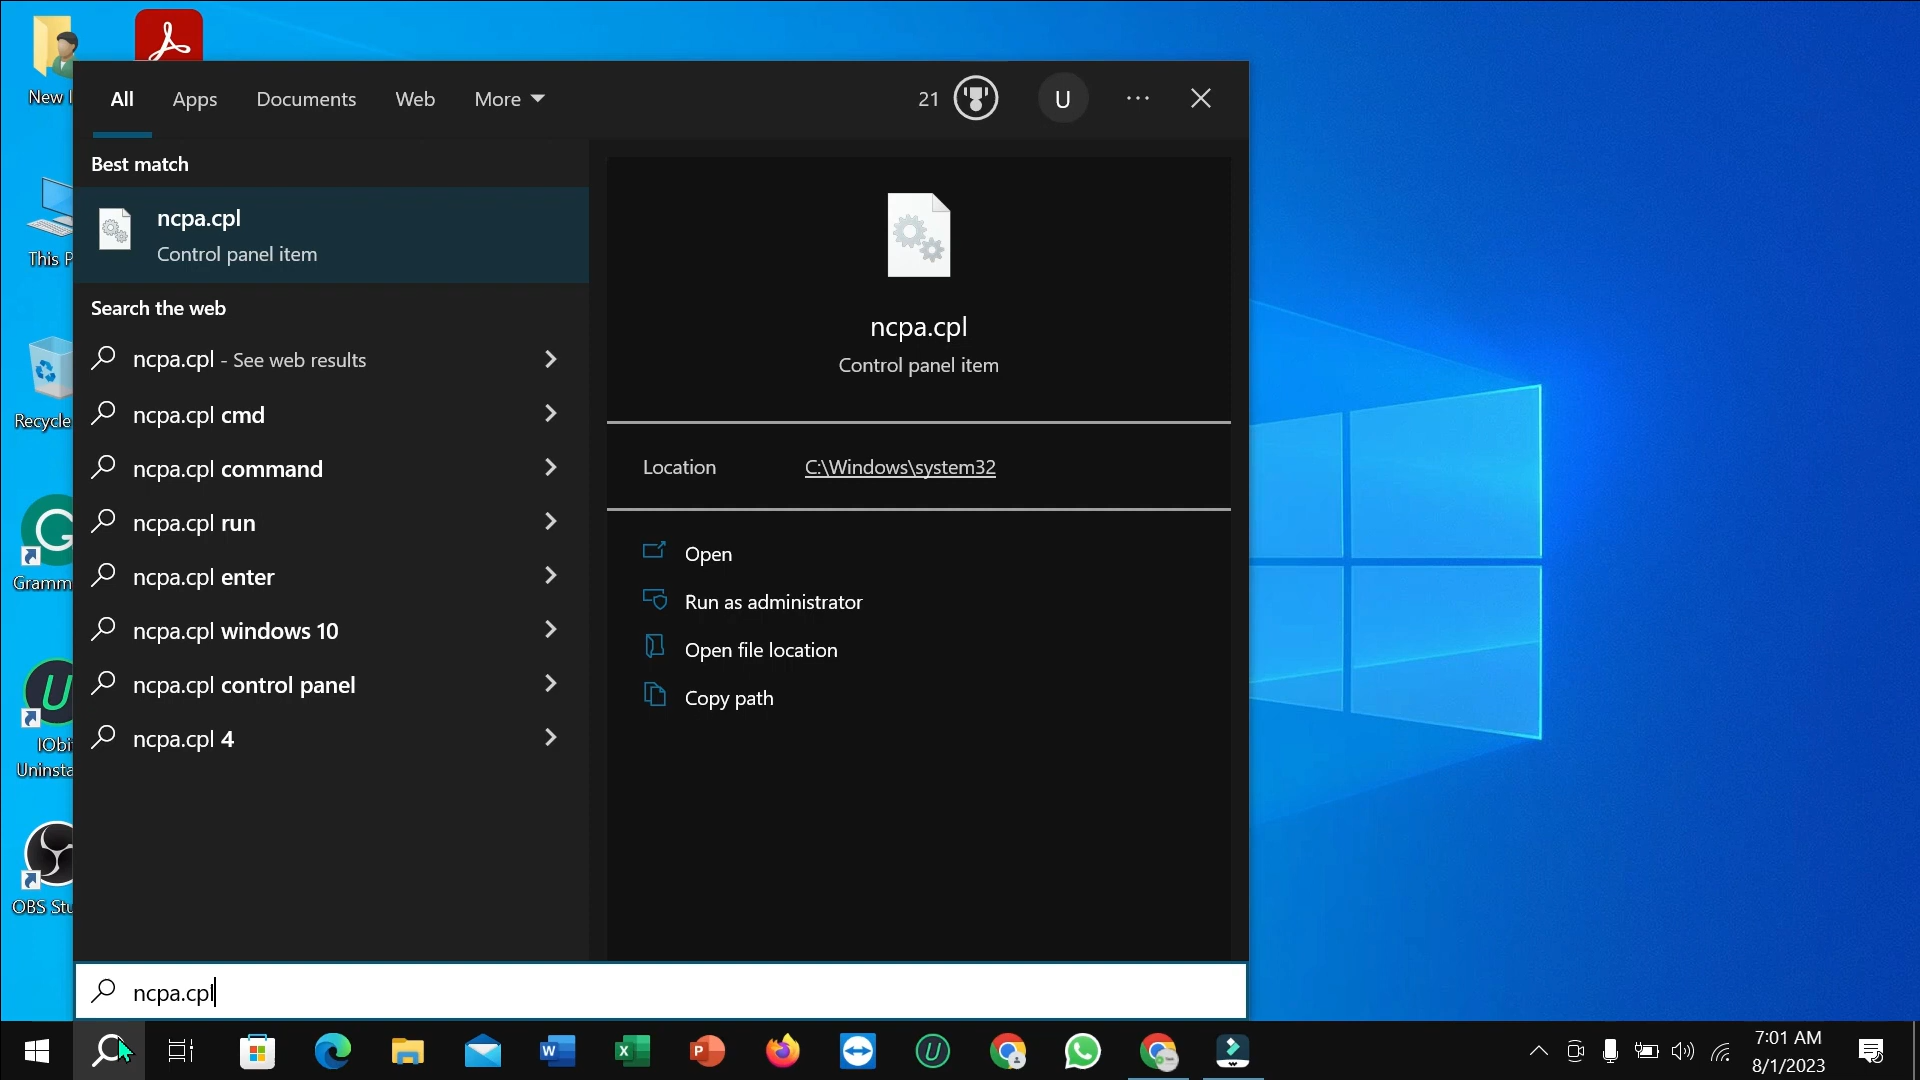 New I
All Apps Documents Web More 21 U
Best match
ncpa.cpl
Control panel item
This P
Search the web
ncpa.cpl - See web results
ncpa.cpl cmd
ncpa.cpl command
ncpa.cpl run
ncpa.cpl enter
ncpa.cpl windows 10
ncpa.cpl control panel
ncpa.cpl 4
ncpa.cpl
Control panel item
Location C:\Windows\system32
Open
Run as administrator
Open file location
Copy path
Recycle
Gramm
IObi
Uninsta
OBS Stu
ncpa.cpl
7:01 AM
8/1/2023